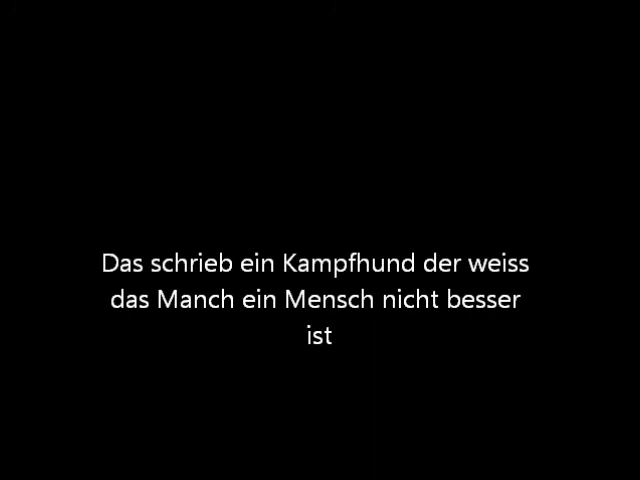 Das schrieb ein Kampfhund der weiss
das Manch ein Mensch nicht besser
ist